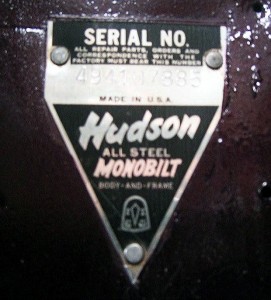 SERIAL NO.
ALL REPAIR PARTS, ORDERS AND
CORRESPONDENCE WITH THE
FACTORY MUST BEAR THIS NUMBER
MADE IN U.S.A.
Hudson
ALL STEEL
MONOBILT
BODY-AND-FRAME